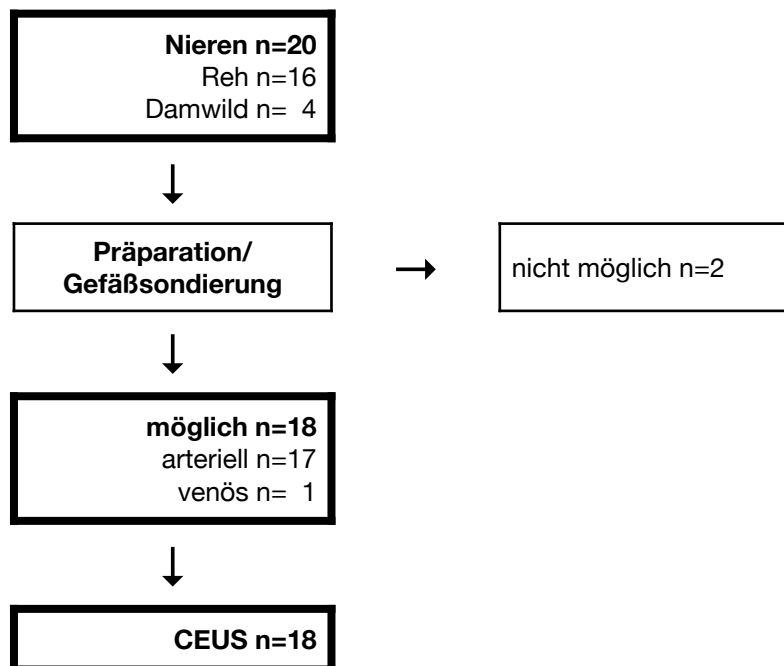 Nieren n=20
Reh n=16
Damwild n= 4
↓
Präparation/
Gefäßsondierung
→
nicht möglich n=2
↓
möglich n=18
arteriell n=17
venös n= 1
↓
CEUS n=18